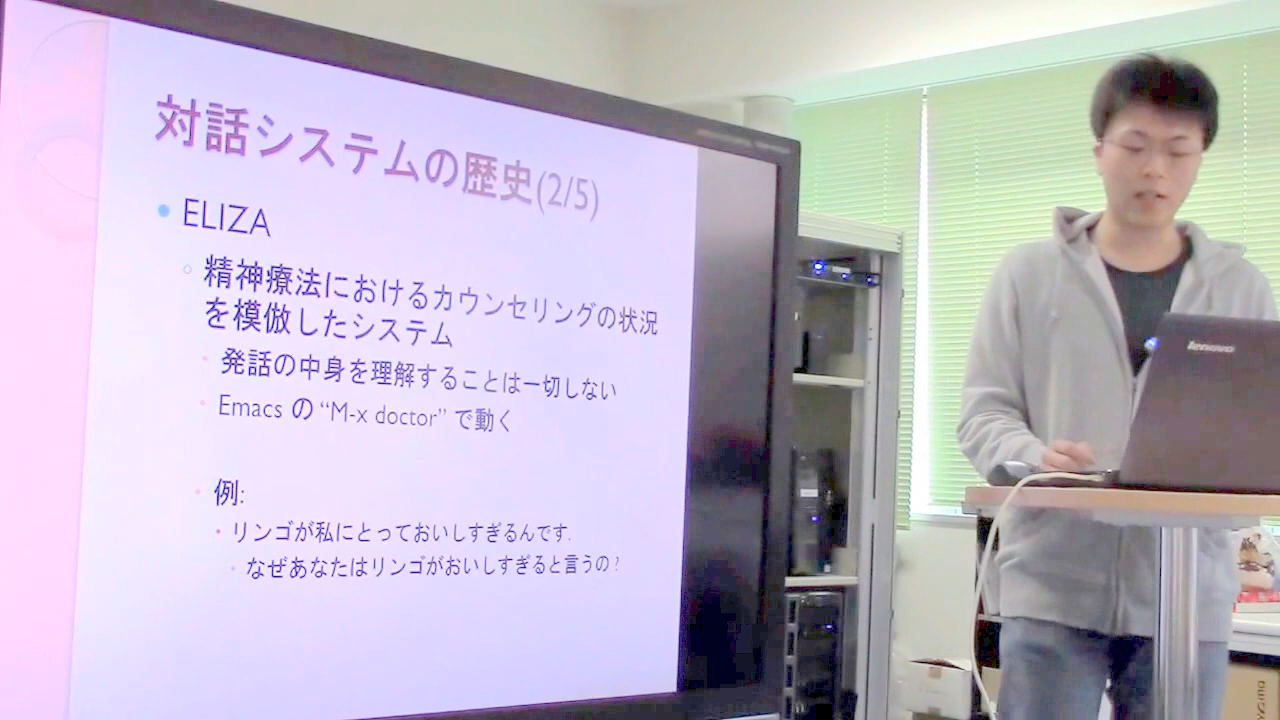 対話システムの歴史(2/5)
ELIZA
精神療法におけるカウンセリングの状況
を模倣したシステム
発話の中身を理解することは一切しない
Emacs の “M-x doctor” で動く
例:
リンゴが私にとっておいしすぎるんです.
なぜあなたはリンゴがおいしすぎると言うの?
lenovo